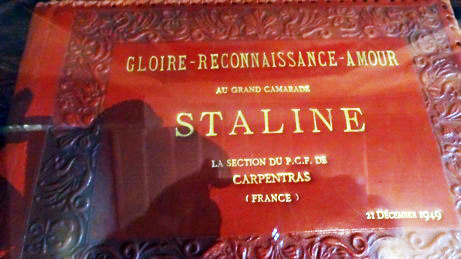 GLOIRE-RECONNAISSANCE-AMOUR
AU GRAND CAMARADE
STALINE
LA SECTION DU P.C.F. DE
CARPENTRAS
( FRANCE )
21 DÉCEMBRE 1949